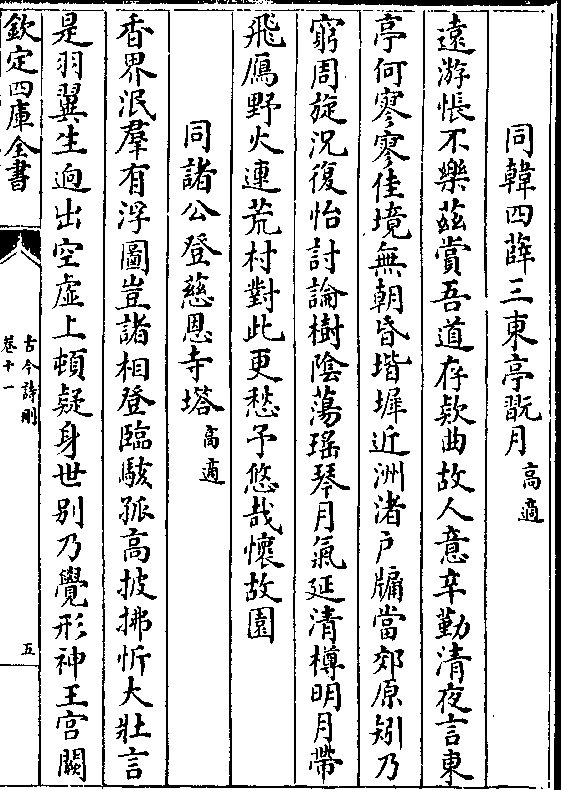 同韓四薛三東亭翫月 高適
遠游悵不樂茲賞吾道存欵曲故人意辛勤清夜言東
亭何寥寥佳境無朝昏堦墀近洲渚户牗當郊原矧乃
窮周旋況復怡討論樹陰蕩瑶琴月氣延清樽明月帶
飛鴈野火連荒村對此更愁予悠哉懷故園
同諸公登慈恩寺塔 高適
香界泯羣有浮圖豈諸相登臨駭孤高披拂忻大壯言
是羽翼生逈出空虛上頓疑身世别乃覺形神王宫闕
欽定四庫全書
古今詩刪
卷十一
五